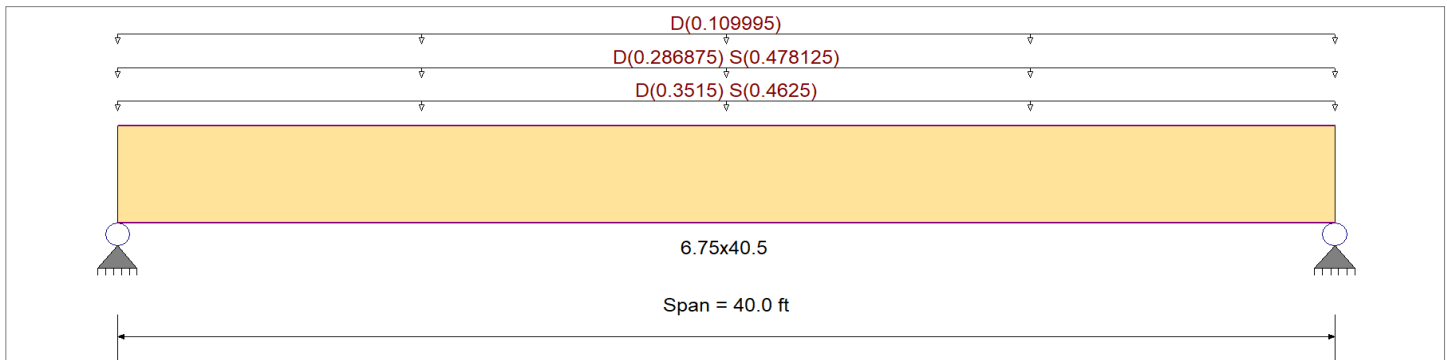 D(0.109995)
D(0.286875) S(0.478125)
D(0.3515) S(0.4625)
6.75x40.5
Span = 40.0 ft